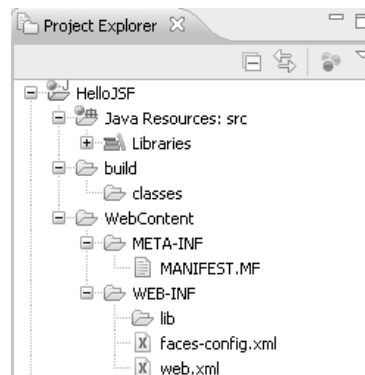 Project Explorer
HelloJSF
Java Resources: src
Libraries
build
classes
WebContent
META-INF
MANIFEST.MF
WEB-INF
lib
faces-config.xml
web.xml